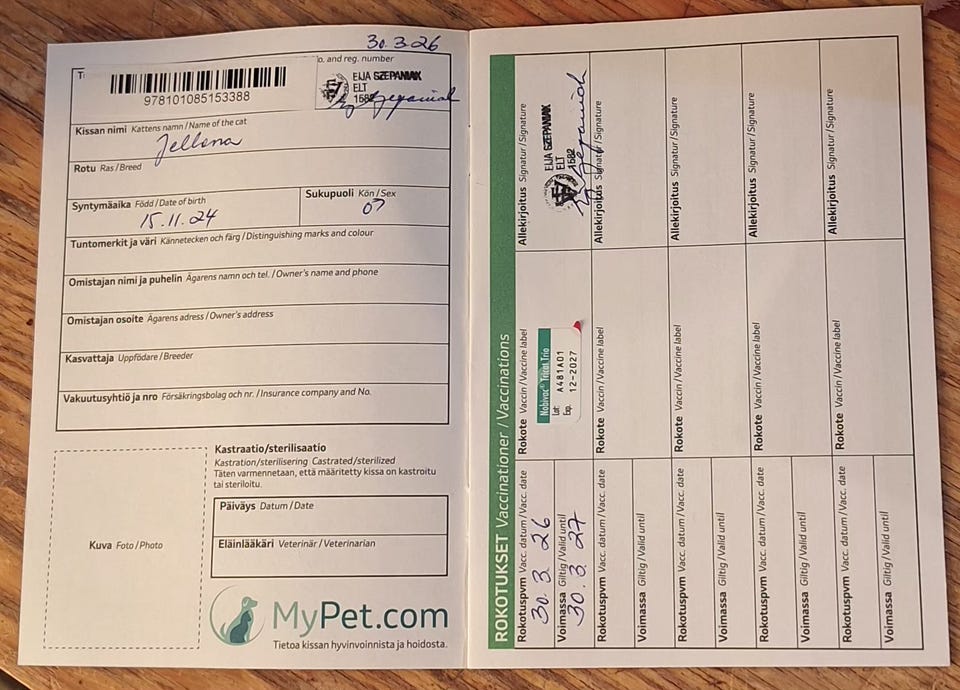 30.3.26
o. and reg. number
T
978101085153388
EIJA SZEPANIAK
ELT
1582
Kissan nimi Kattens namn / Name of the cat
Jellona
Rotu Ras / Breed
Syntymäaika Född / Date of birth
15.11.24
Sukupuoli Kön / Sex
♂
Tuntomerkit ja väri Kännetecken och färg / Distinguishing marks and colour
Omistajan nimi ja puhelin Ägarens namn och tel. / Owner's name and phone
Omistajan osoite Ägarens adress / Owner's address
Kasvattaja Uppfödare / Breeder
Vakuutusyhtiö ja nro Försäkringsbolag och nr. / Insurance company and No.
Kuva Foto / Photo
Kastraatio/sterilisaatio
Kastration/sterilisering Castrated/sterilized
Täten varmennetaan, että määritetty kissa on kastroitu
tai steriloitu.
Päiväys Datum / Date
Eläinlääkäri Veterinär / Veterinarian
MyPet.com
Tietoa kissan hyvinvoinnista ja hoidosta.
ROKOTUKSET Vaccinationer / Vaccinations
Rokotuspvm Vacc. datum / Vacc. date
30.3.26
Voimassa Giltig / Valid until
30.3.27
Rokote Vaccin / Vaccine label
Nobivac® Tricat Trio
Lot: A481A01
Exp. 12-2027
Allekirjoitus Signatur / Signature
EIJA SZEPANIAK
ELT
1582
Rokotuspvm Vacc. datum / Vacc. date
Voimassa Giltig / Valid until
Rokote Vaccin / Vaccine label
Allekirjoitus Signatur / Signature
Rokotuspvm Vacc. datum / Vacc. date
Voimassa Giltig / Valid until
Rokote Vaccin / Vaccine label
Allekirjoitus Signatur / Signature
Rokotuspvm Vacc. datum / Vacc. date
Voimassa Giltig / Valid until
Rokote Vaccin / Vaccine label
Allekirjoitus Signatur / Signature
Rokotuspvm Vacc. datum / Vacc. date
Voimassa Giltig / Valid until
Rokote Vaccin / Vaccine label
Allekirjoitus Signatur / Signature